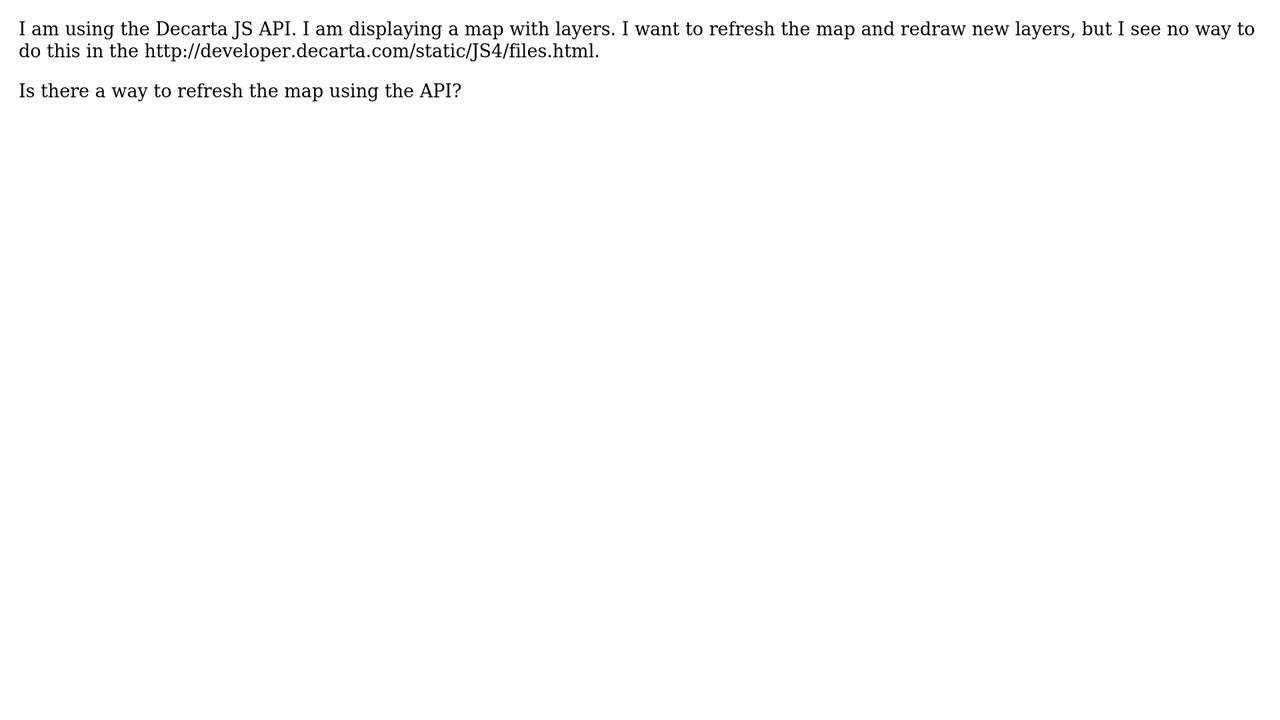 I am using the Decarta JS API. I am displaying a map with layers. I want to refresh the map and redraw new layers, but I see no way to
do this in the http://developer.decarta.com/static/JS4/files.html.
Is there a way to refresh the map using the API?